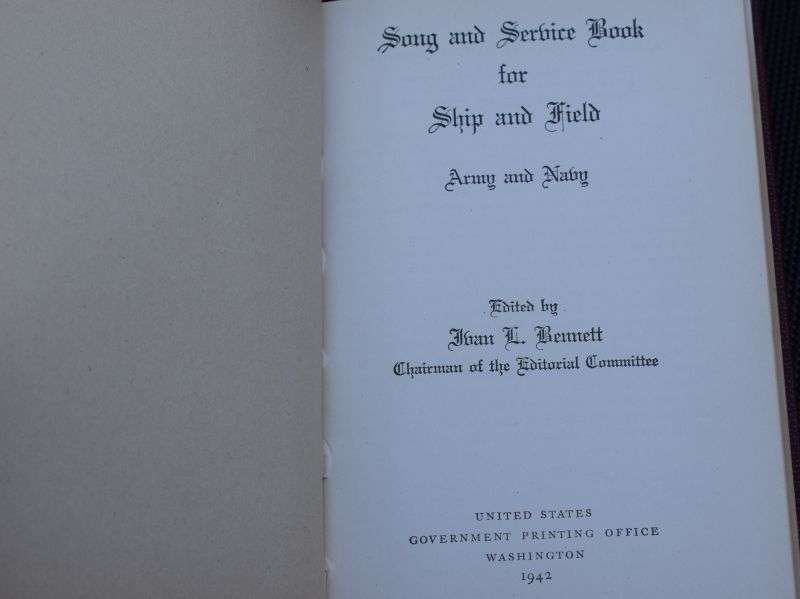 Song and Service Book
for
Ship and Field
Army and Navy
Edited by
Ivan L. Bennett
Chairman of the Editorial Committee
UNITED STATES
GOVERNMENT PRINTING OFFICE
WASHINGTON
1942